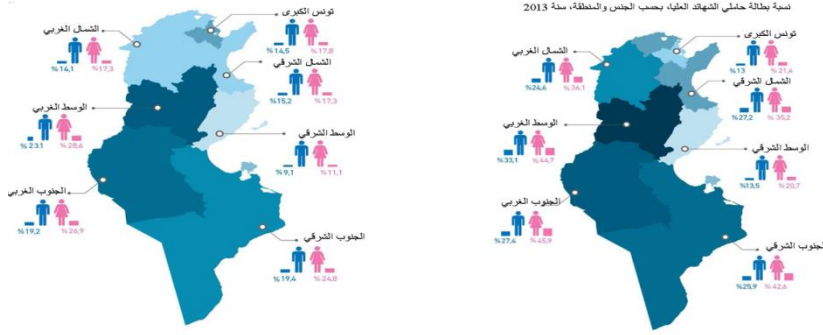 تونس الكبرى
%14,5 %17,8
الشمال الغربي
%14,1 %17,3
الشمال الشرقي
%15,2 %17,3
الوسط الغربي
%23,1 %28,6
الوسط الشرقي
%9,1 %11,1
الجنوب الغربي
%19,2 %26,9
الجنوب الشرقي
%19,4 %24,8
نسبة بطالة حاملي الشهائد العليا، بحسب الجنس والمنطقة، سنة 2013
تونس الكبرى
%13 %21,4
الشمال الغربي
%24,6 %36,1
الشمال الشرقي
%27,2 %35,2
الوسط الغربي
%33,1 %44,7
الوسط الشرقي
%13,5 %20,7
الجنوب الغربي
%27,4 %45,9
الجنوب الشرقي
%25,9 %42,6